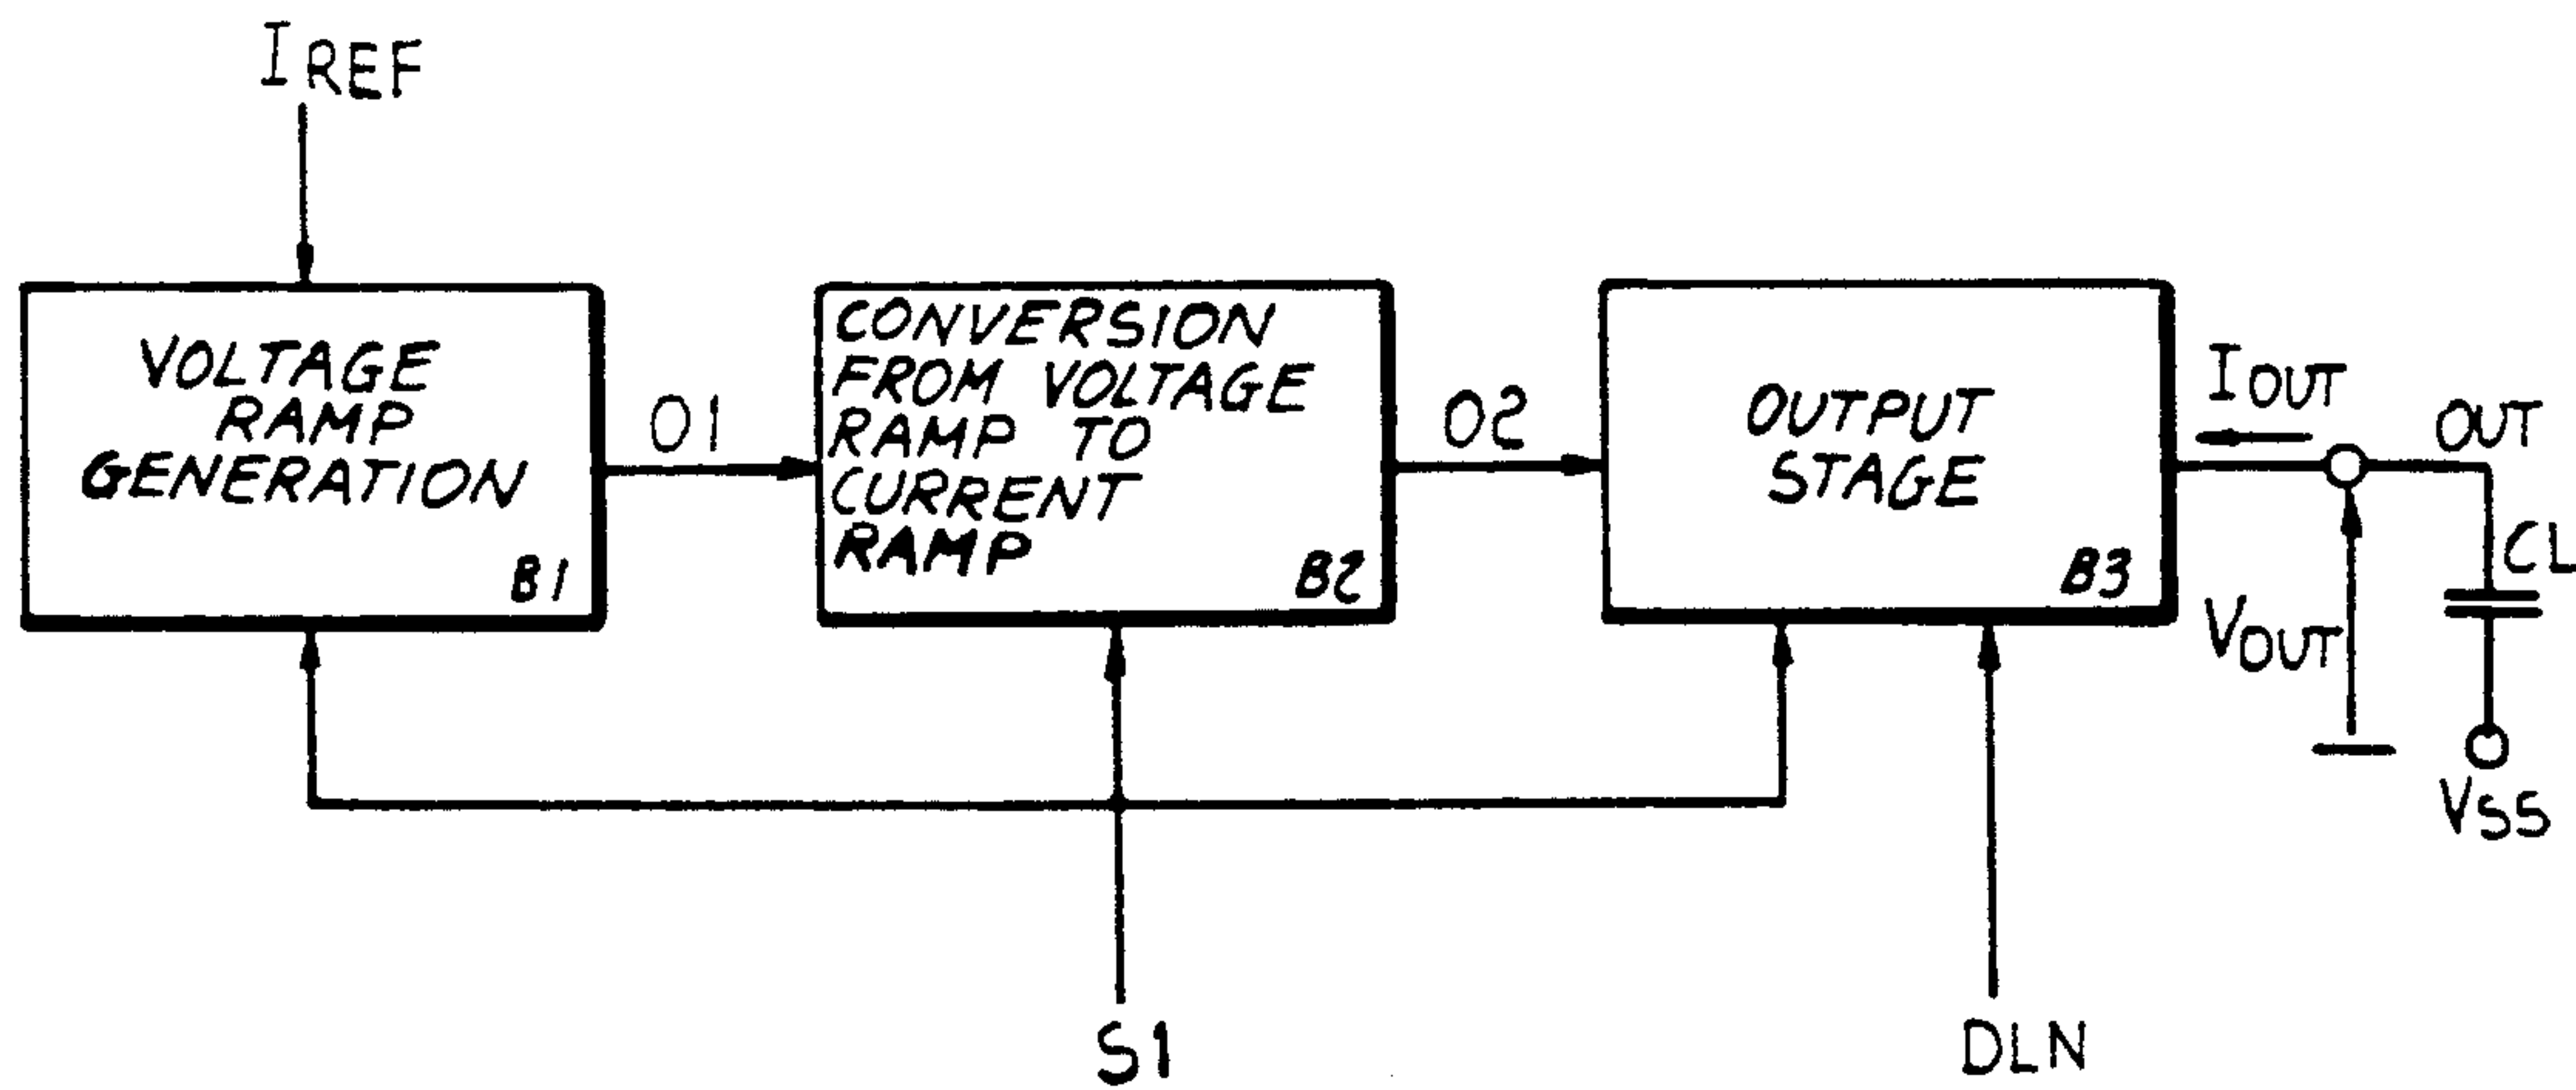 IREF
VOLTAGE
RAMP
GENERATION
B1
O1
CONVERSION
FROM VOLTAGE
RAMP TO
CURRENT
RAMP
B2
O2
OUTPUT
STAGE
B3
IOUT
OUT
CL
VOUT
VSS
S1
DLN